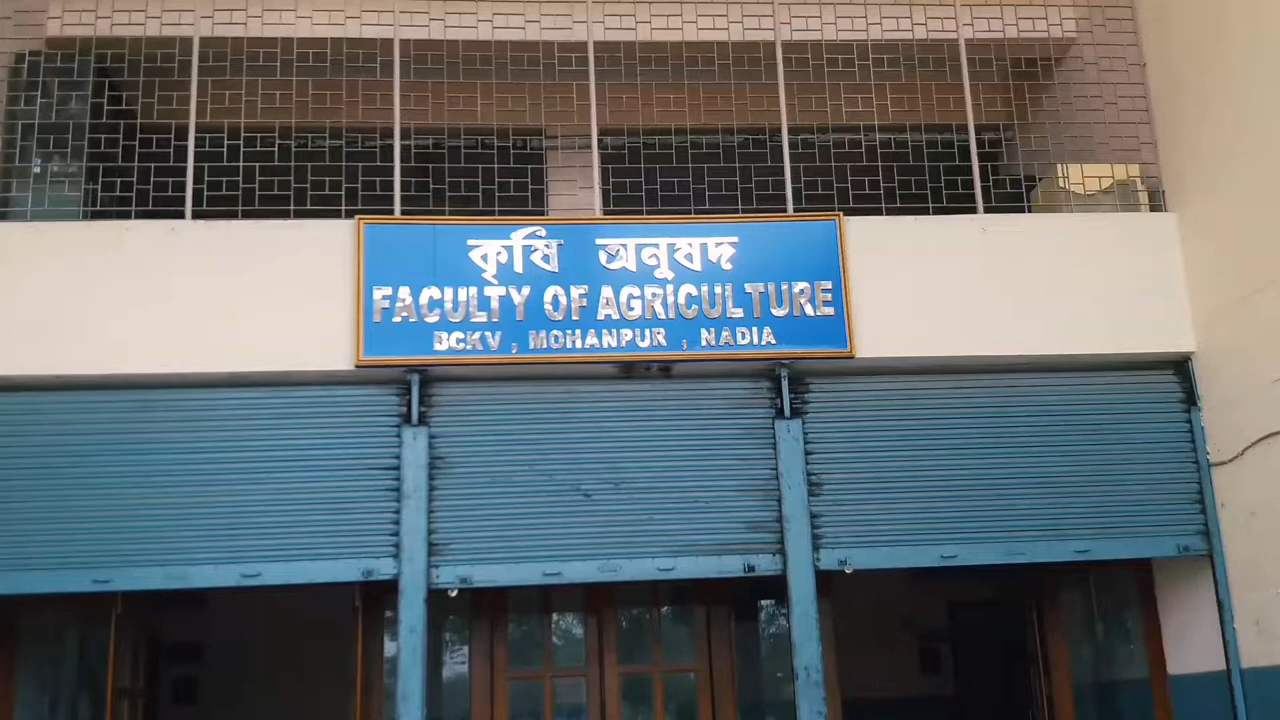 কৃষি অনুষদ
FACULTY OF AGRICULTURE
BCKV, MOHANPUR, NADIA